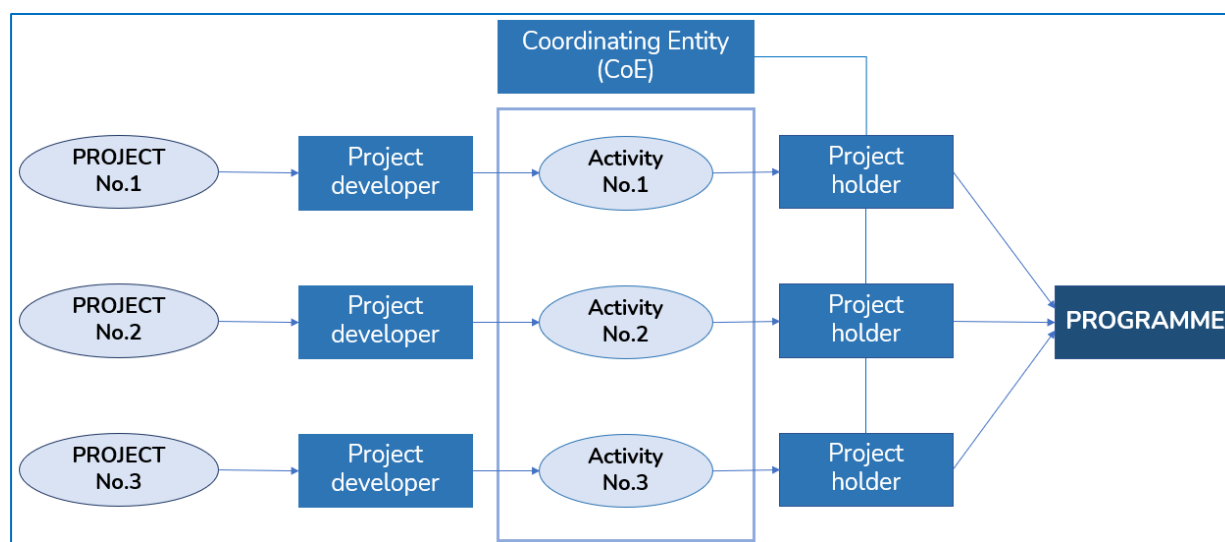 Coordinating Entity
(CoE)
PROJECT
No.1
Project
developer
Activity
No.1
Project
holder
PROJECT
No.2
Project
developer
Activity
No.2
Project
holder
PROGRAMME
PROJECT
No.3
Project
developer
Activity
No.3
Project
holder